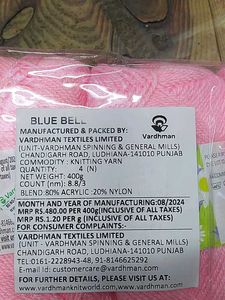 BLUE BELL
Vardhman
MANUFACTURED & PACKED BY:
VARDHMAN TEXTILES LIMITED
(UNIT-VARDHMAN SPINNING & GENERAL MILLS)
CHANDIGARH ROAD, LUDHIANA-141010 PUNJAB
COMMODITY : KNITTING YARN
QUANTITY: 4 (N)
NET WEIGHT: 400g
COUNT (NM): 8.8/3
BLEND 80% ACRYLIC :20% NYLON
MONTH AND YEAR OF MANUFACTURING:08/2024
MRP RS.480.00 PER 400g(INCLUSIVE OF ALL TAXES)
MRP RS.1.20 PER g (INCLUSIVE OF ALL TAXES)
FOR CONSUMER COMPLAINTS:-
VARDHMAN TEXTILES LIMITED
(UNIT-VARDHMAN SPINNING & GENERAL MILLS)
CHANDIGARH ROAD, LUDHIANA-141010 PUNJAB
TEL:0161-2228943-48, 91-8146625292
E-mail Id: customercare@vardhman.com
FOR FURTHER DETAILS, PLEASE VISIT US AT:
www.vardhmanknitworld.com,www.vardhman.com